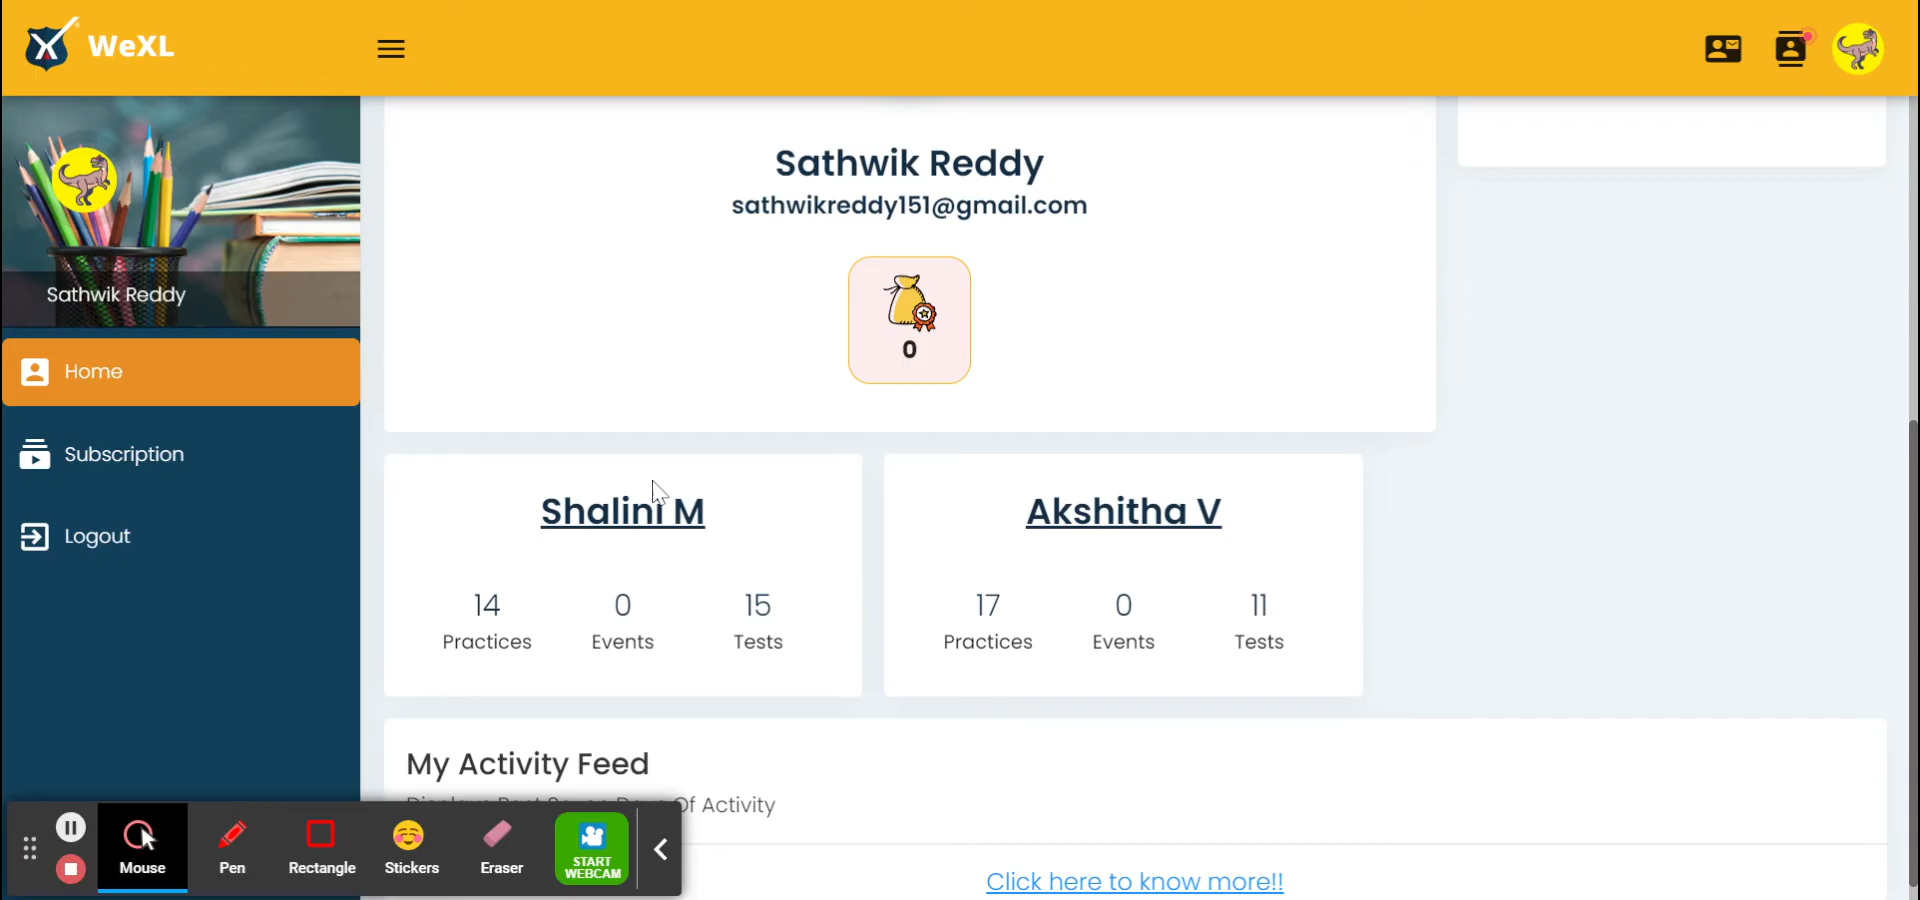 WeXL
Sathwik Reddy
sathwikreddy151@gmail.com
0
Sathwik Reddy
Home
Subscription
Logout
Shalini M
14 0 15
Practices Events Tests
Akshitha V
17 0 11
Practices Events Tests
My Activity Feed
Of Activity
Click here to know more!!
Mouse
Pen
Rectangle
Stickers
Eraser
START
WEBCAM